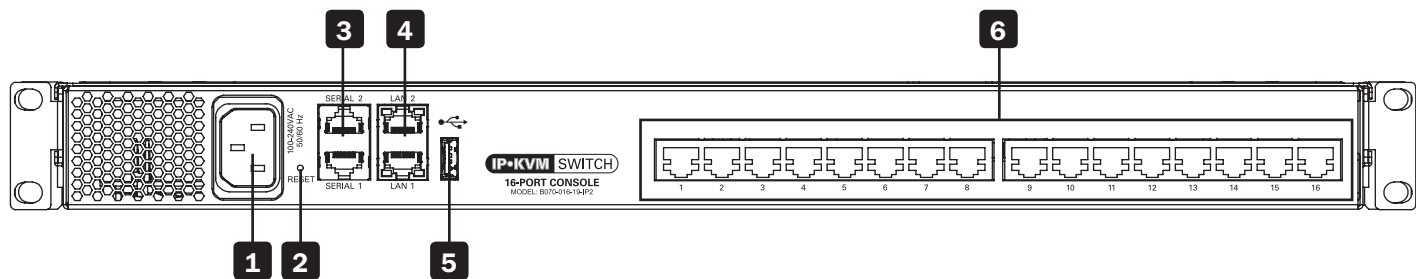 3
4
6
SERIAL 2
LAN 2
100-240VAC
50/60 Hz
RESET
SERIAL 1
LAN 1
IP•KVM SWITCH
16-PORT CONSOLE
MODEL: B070-016-19-IP2
1 2 3 4 5 6 7 8 9 10 11 12 13 14 15 16
1
2
5